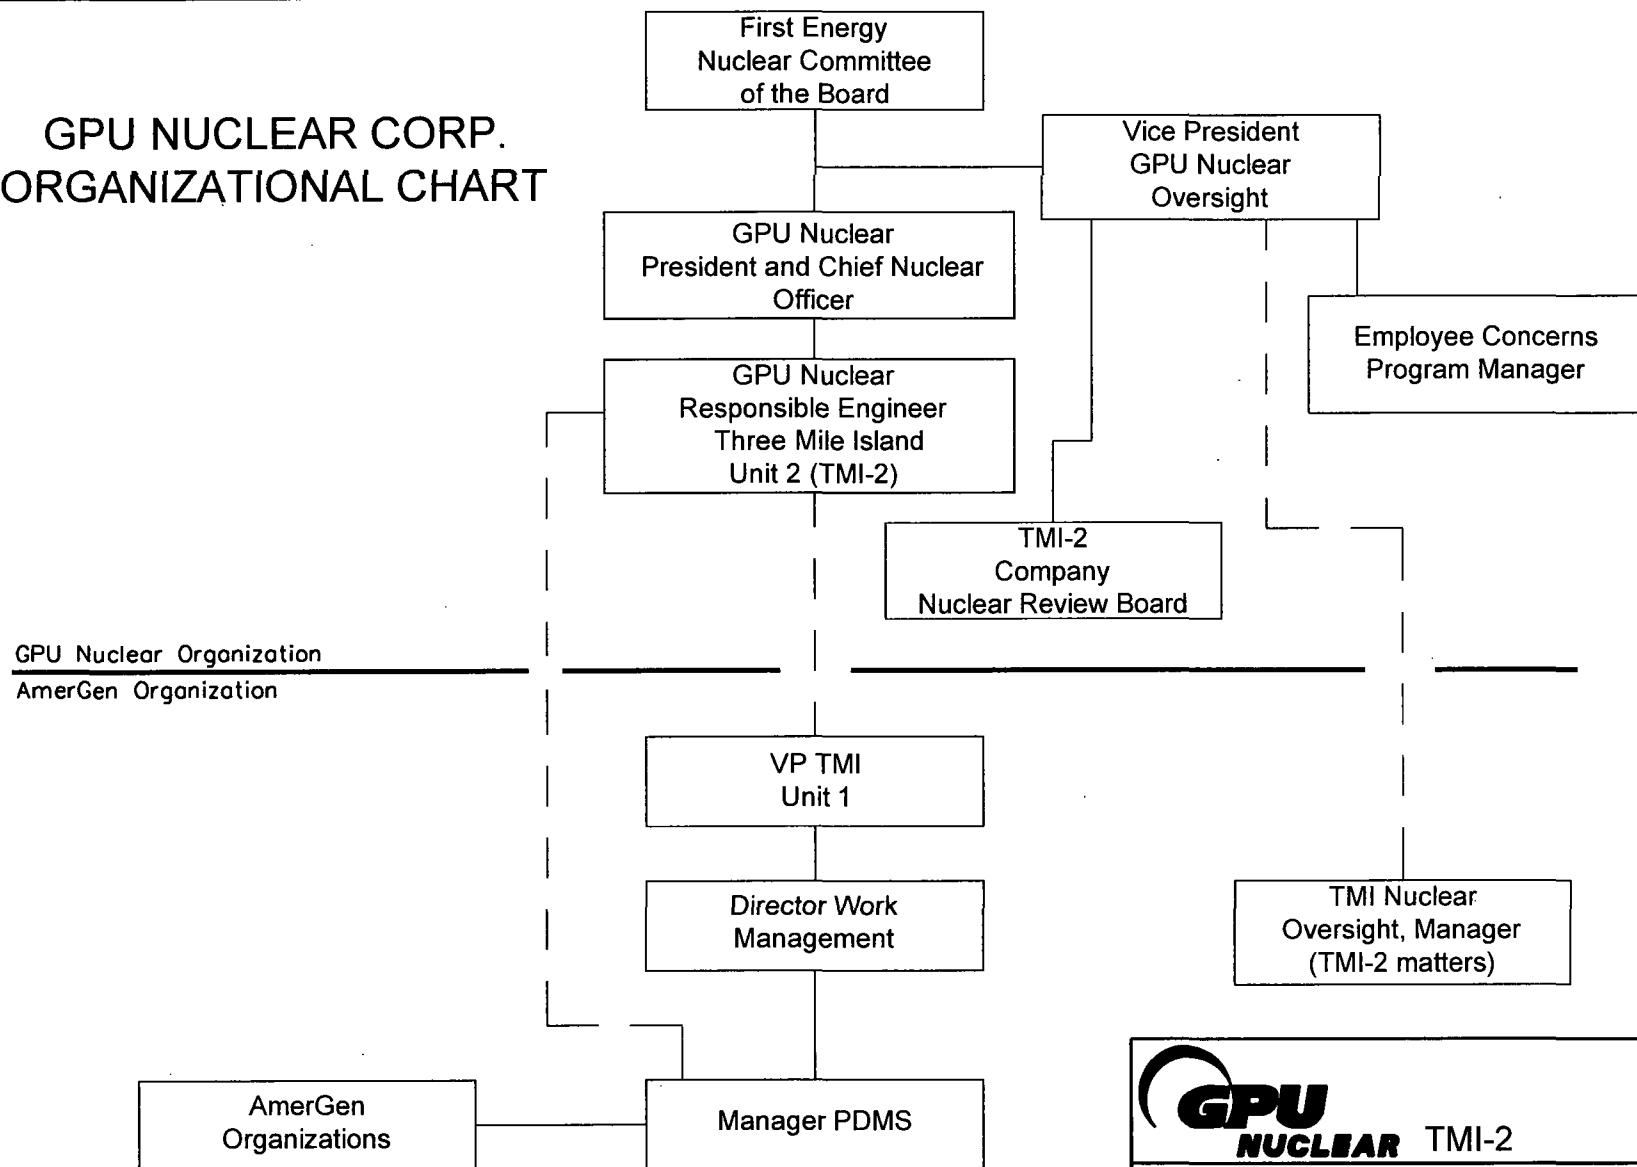 First Energy
Nuclear Committee
of the Board
GPU NUCLEAR CORP.
ORGANIZATIONAL CHART
Vice President
GPU Nuclear
Oversight
GPU Nuclear
President and Chief Nuclear
Officer
Employee Concerns
Program Manager
GPU Nuclear
Responsible Engineer
Three Mile Island
Unit 2 (TMI-2)
TMI-2
Company
Nuclear Review Board
GPU Nuclear Organization
AmerGen Organization
VP TMI
Unit 1
Director Work
Management
TMI Nuclear
Oversight, Manager
(TMI-2 matters)
AmerGen
Organizations
Manager PDMS
GPU
NUCLEAR TMI-2